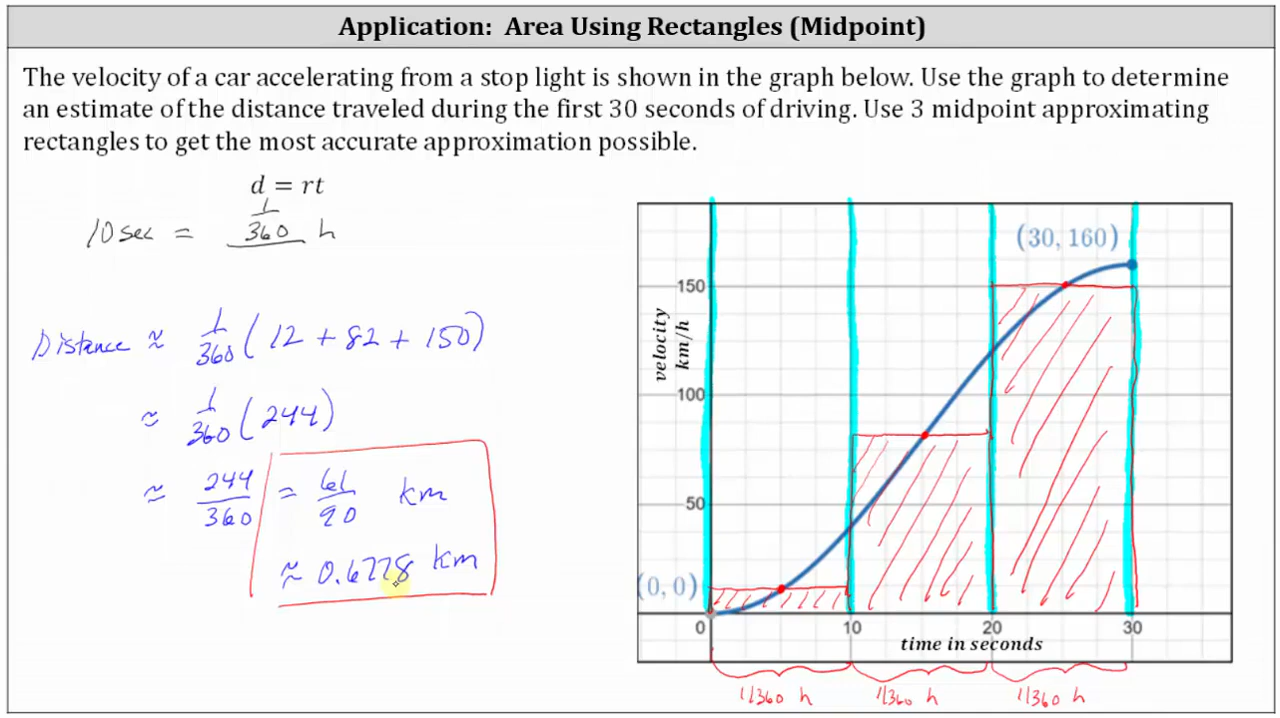 Application: Area Using Rectangles (Midpoint)
The velocity of a car accelerating from a stop light is shown in the graph below. Use the graph to determine
an estimate of the distance traveled during the first 30 seconds of driving. Use 3 midpoint approximating
rectangles to get the most accurate approximation possible.
d = rt
10 sec = 1/360 h
Distance ≈ 1/360 (12 + 82 + 150)
≈ 1/360 (244)
≈ 244/360 = 61/90 km
≈ 0.6778 km
(30, 160)
150
velocity
km/h
100
50
(0, 0)
0 10 20 30
time in seconds
1/360 h 1/360 h 1/360 h